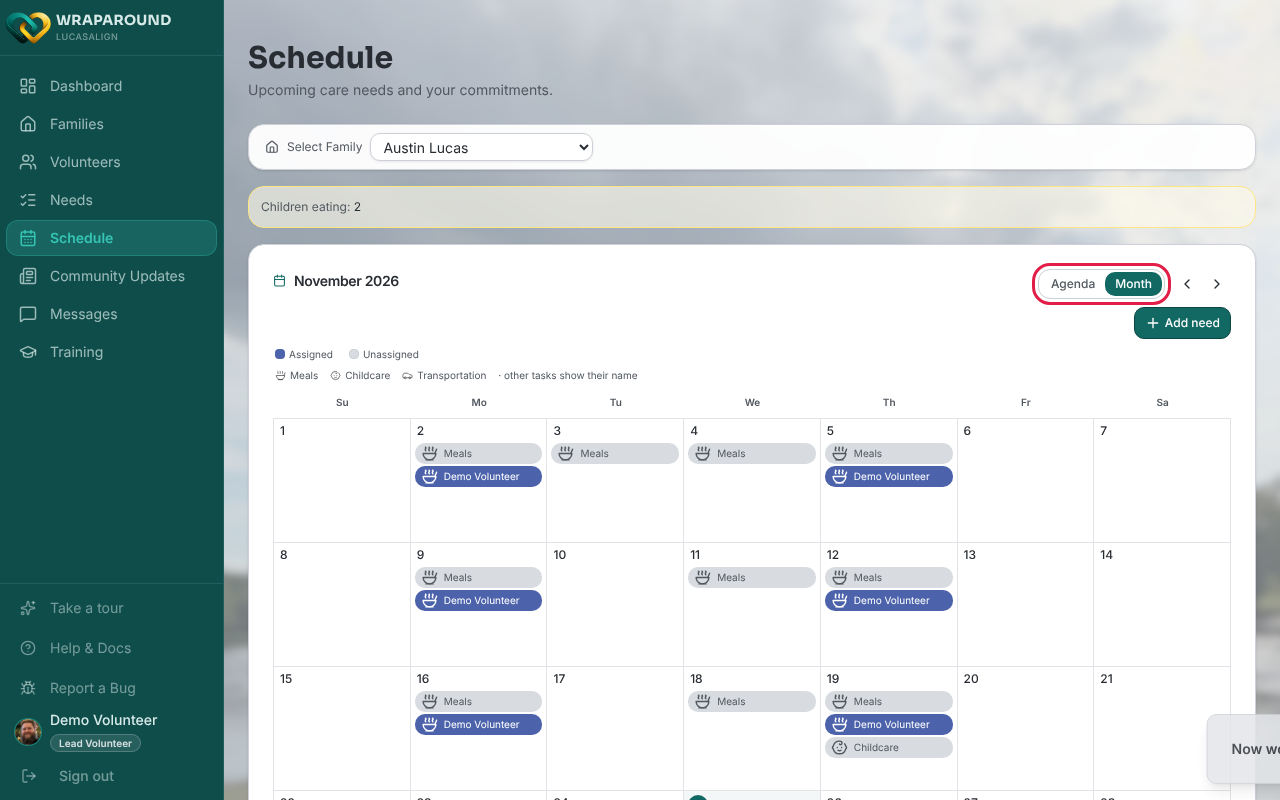 WRAPAROUND
LUCASALIGN
Dashboard
Families
Volunteers
Needs
Schedule
Community Updates
Messages
Training
Take a tour
Help & Docs
Report a Bug
Demo Volunteer
Lead Volunteer
Sign out
Schedule
Upcoming care needs and your commitments.
Select Family Austin Lucas
Children eating: 2
November 2026
Agenda Month
+ Add need
Assigned Unassigned
Meals Childcare Transportation · other tasks show their name
Su Mo Tu We Th Fr Sa
1 2 3 4 5 6 7
Meals Meals Meals Meals
Demo Volunteer Demo Volunteer
8 9 10 11 12 13 14
Meals Meals Meals
Demo Volunteer Demo Volunteer
15 16 17 18 19 20 21
Meals Meals Meals
Demo Volunteer Demo Volunteer
Childcare
Now